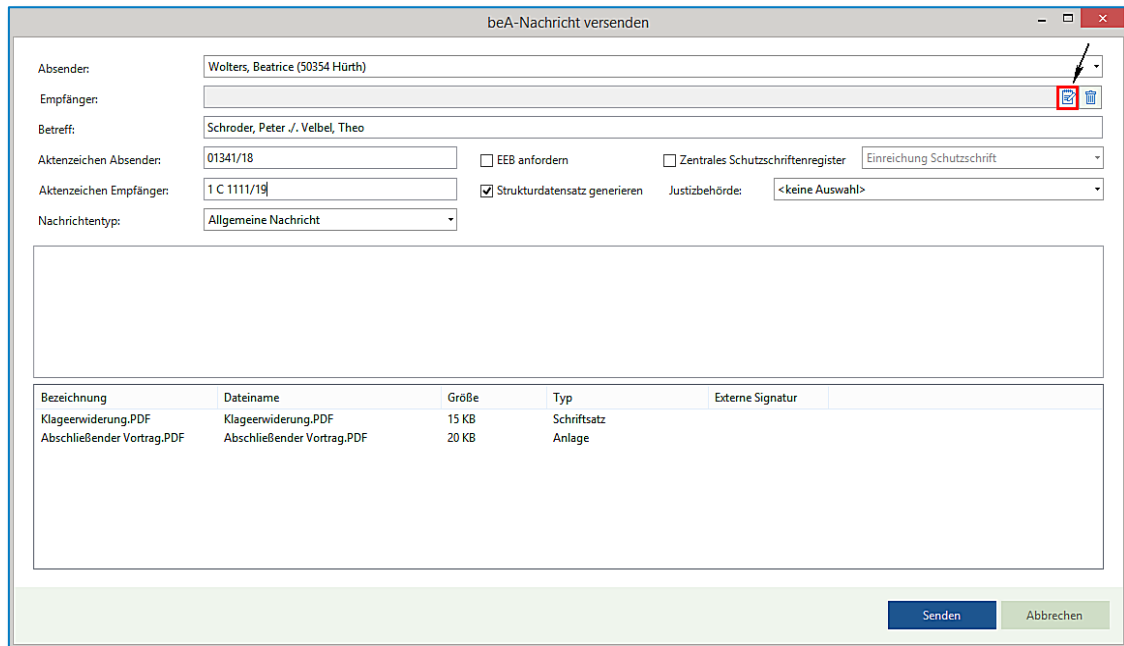 beA-Nachricht versenden
Absender: Wolters, Beatrice (50354 Hürth)
Empfänger:
Betreff: Schroder, Peter ./. Velbel, Theo
Aktenzeichen Absender: 01341/18 EEB anfordern Zentrales Schutzschriftenregister Einreichung Schutzschrift
Aktenzeichen Empfänger: 1 C 1111/19 Strukturdatensatz generieren Justizbehörde: <keine Auswahl>
Nachrichtentyp: Allgemeine Nachricht
Bezeichnung Dateiname Größe Typ Externe Signatur
Klageerwiderung.PDF Klageerwiderung.PDF 15 KB Schriftsatz
Abschließender Vortrag.PDF Abschließender Vortrag.PDF 20 KB Anlage
Senden Abbrechen